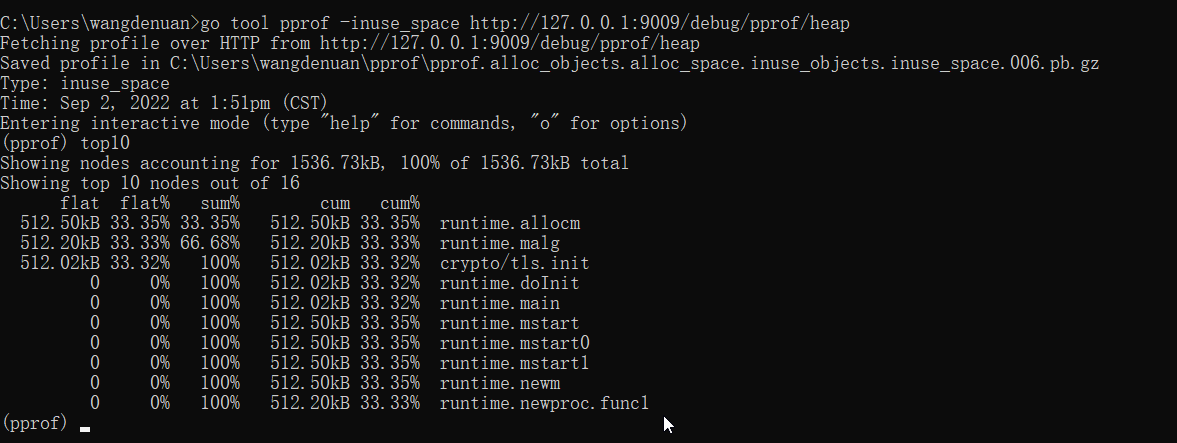 C:\Users\wangdenuan>go tool pprof -inuse_space http://127.0.0.1:9009/debug/pprof/heap
Fetching profile over HTTP from http://127.0.0.1:9009/debug/pprof/heap
Saved profile in C:\Users\wangdenuan\pprof\pprof.alloc_objects.alloc_space.inuse_objects.inuse_space.006.pb.gz
Type: inuse_space
Time: Sep 2, 2022 at 1:51pm (CST)
Entering interactive mode (type "help" for commands, "o" for options)
(pprof) top10
Showing nodes accounting for 1536.73kB, 100% of 1536.73kB total
Showing top 10 nodes out of 16
      flat  flat%   sum%        cum   cum%
  512.50kB 33.35% 33.35%   512.50kB 33.35%  runtime.allocm
  512.20kB 33.33% 66.68%   512.20kB 33.33%  runtime.malg
  512.02kB 33.32%   100%   512.02kB 33.32%  crypto/tls.init
         0     0%   100%   512.02kB 33.32%  runtime.doInit
         0     0%   100%   512.02kB 33.32%  runtime.main
         0     0%   100%   512.50kB 33.35%  runtime.mstart
         0     0%   100%   512.50kB 33.35%  runtime.mstart0
         0     0%   100%   512.50kB 33.35%  runtime.mstart1
         0     0%   100%   512.50kB 33.35%  runtime.newm
         0     0%   100%   512.20kB 33.33%  runtime.newproc.func1
(pprof)